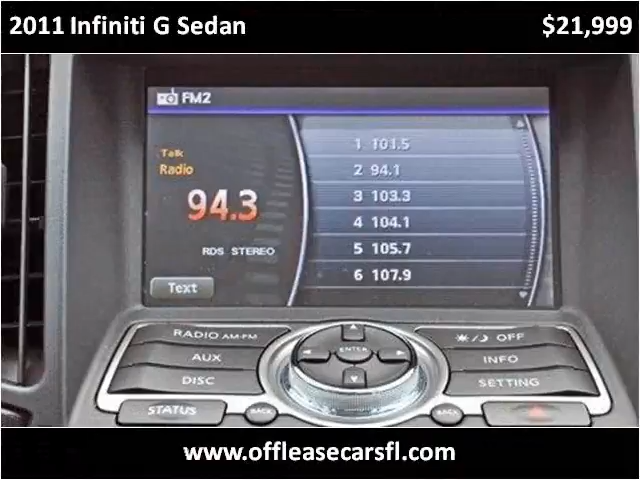 2011 Infiniti G Sedan $21,999
FM2
Talk
Radio
94.3
RDS STEREO
Text
1 101.5
2 94.1
3 103.3
4 104.1
5 105.7
6 107.9
RADIO AM·FM
AUX
DISC
STATUS
BACK
ENTER
BACK
OFF
INFO
SETTING
www.offleasecarsfl.com